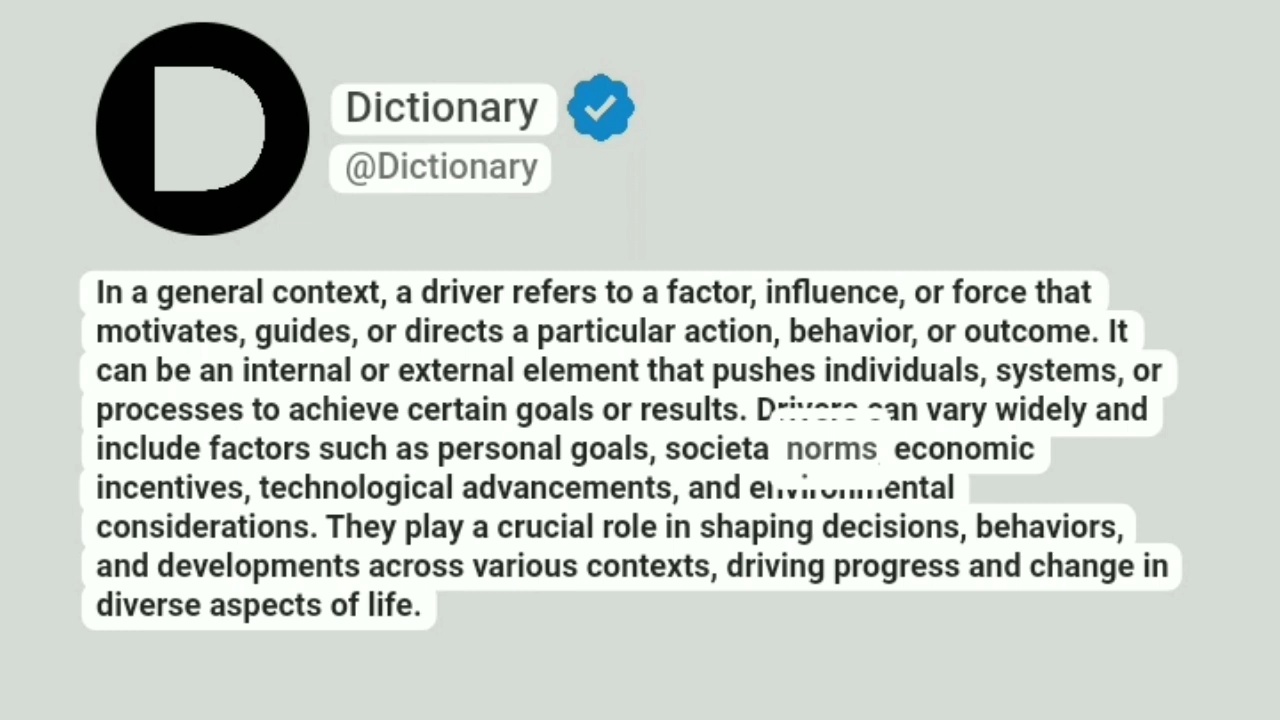 D
Dictionary
@Dictionary
In a general context, a driver refers to a factor, influence, or force that
motivates, guides, or directs a particular action, behavior, or outcome. It
can be an internal or external element that pushes individuals, systems, or
processes to achieve certain goals or results. Drivers can vary widely and
include factors such as personal goals, societa norms, economic
incentives, technological advancements, and environmental
considerations. They play a crucial role in shaping decisions, behaviors,
and developments across various contexts, driving progress and change in
diverse aspects of life.